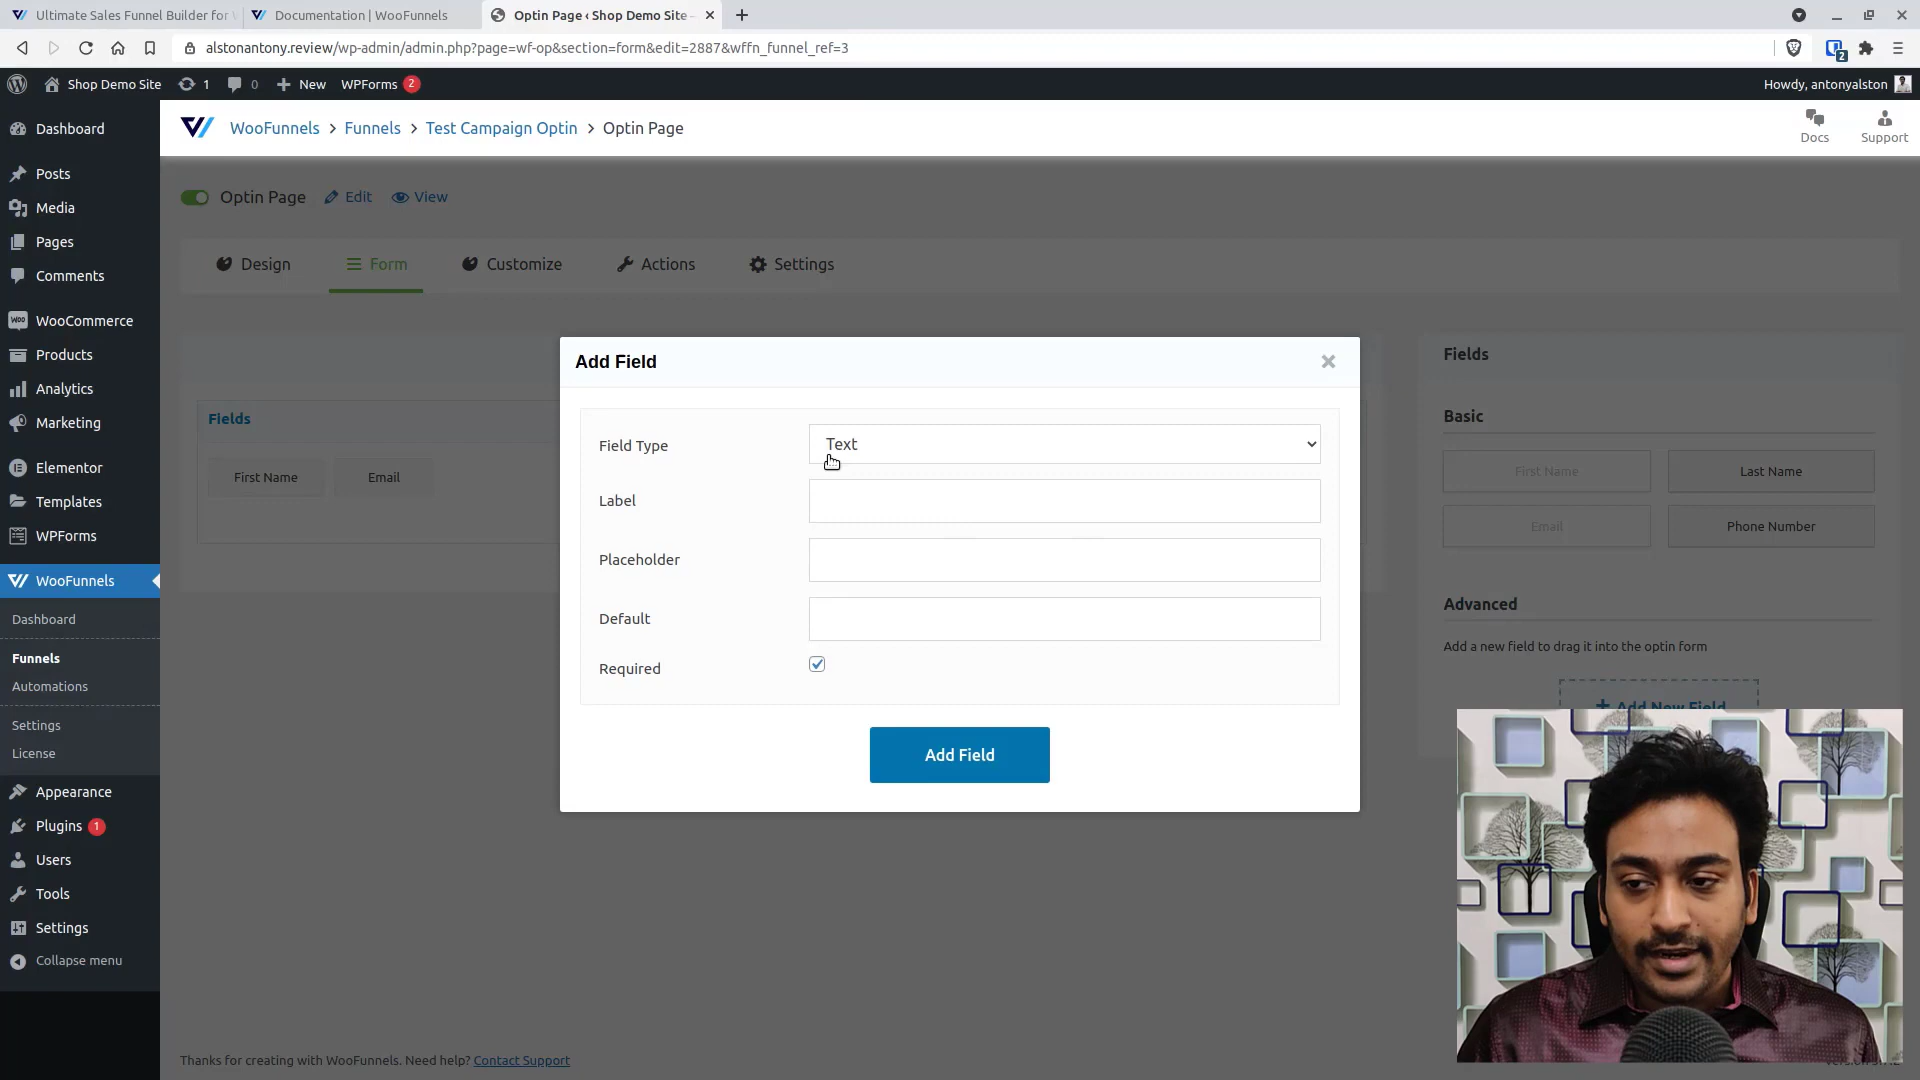 Ultimate Sales Funnel Builder for W
Documentation | WooFunnels
Optin Page ‹ Shop Demo Site –
alstonantony.review/wp-admin/admin.php?page=wf-op&section=form&edit=2887&wffn_funnel_ref=3
2
Shop Demo Site
1
0
New
WPForms 2
Howdy, antonyalston
WooFunnels > Funnels > Test Campaign Optin > Optin Page
Docs
Support
Dashboard
Posts
Media
Pages
Comments
WooCommerce
Products
Analytics
Marketing
Elementor
Templates
WPForms
WooFunnels
Dashboard
Funnels
Automations
Settings
License
Appearance
Plugins 1
Users
Tools
Settings
Collapse menu
Optin Page
Edit
View
Design
Form
Customize
Actions
Settings
Fields
First Name
Email
Add Field
Field Type
Text
Label
Placeholder
Default
Required
Add Field
Fields
Basic
First Name
Last Name
Email
Phone Number
Advanced
Add a new field to drag it into the optin form
+ Add New Field
Thanks for creating with WooFunnels. Need help? Contact Support